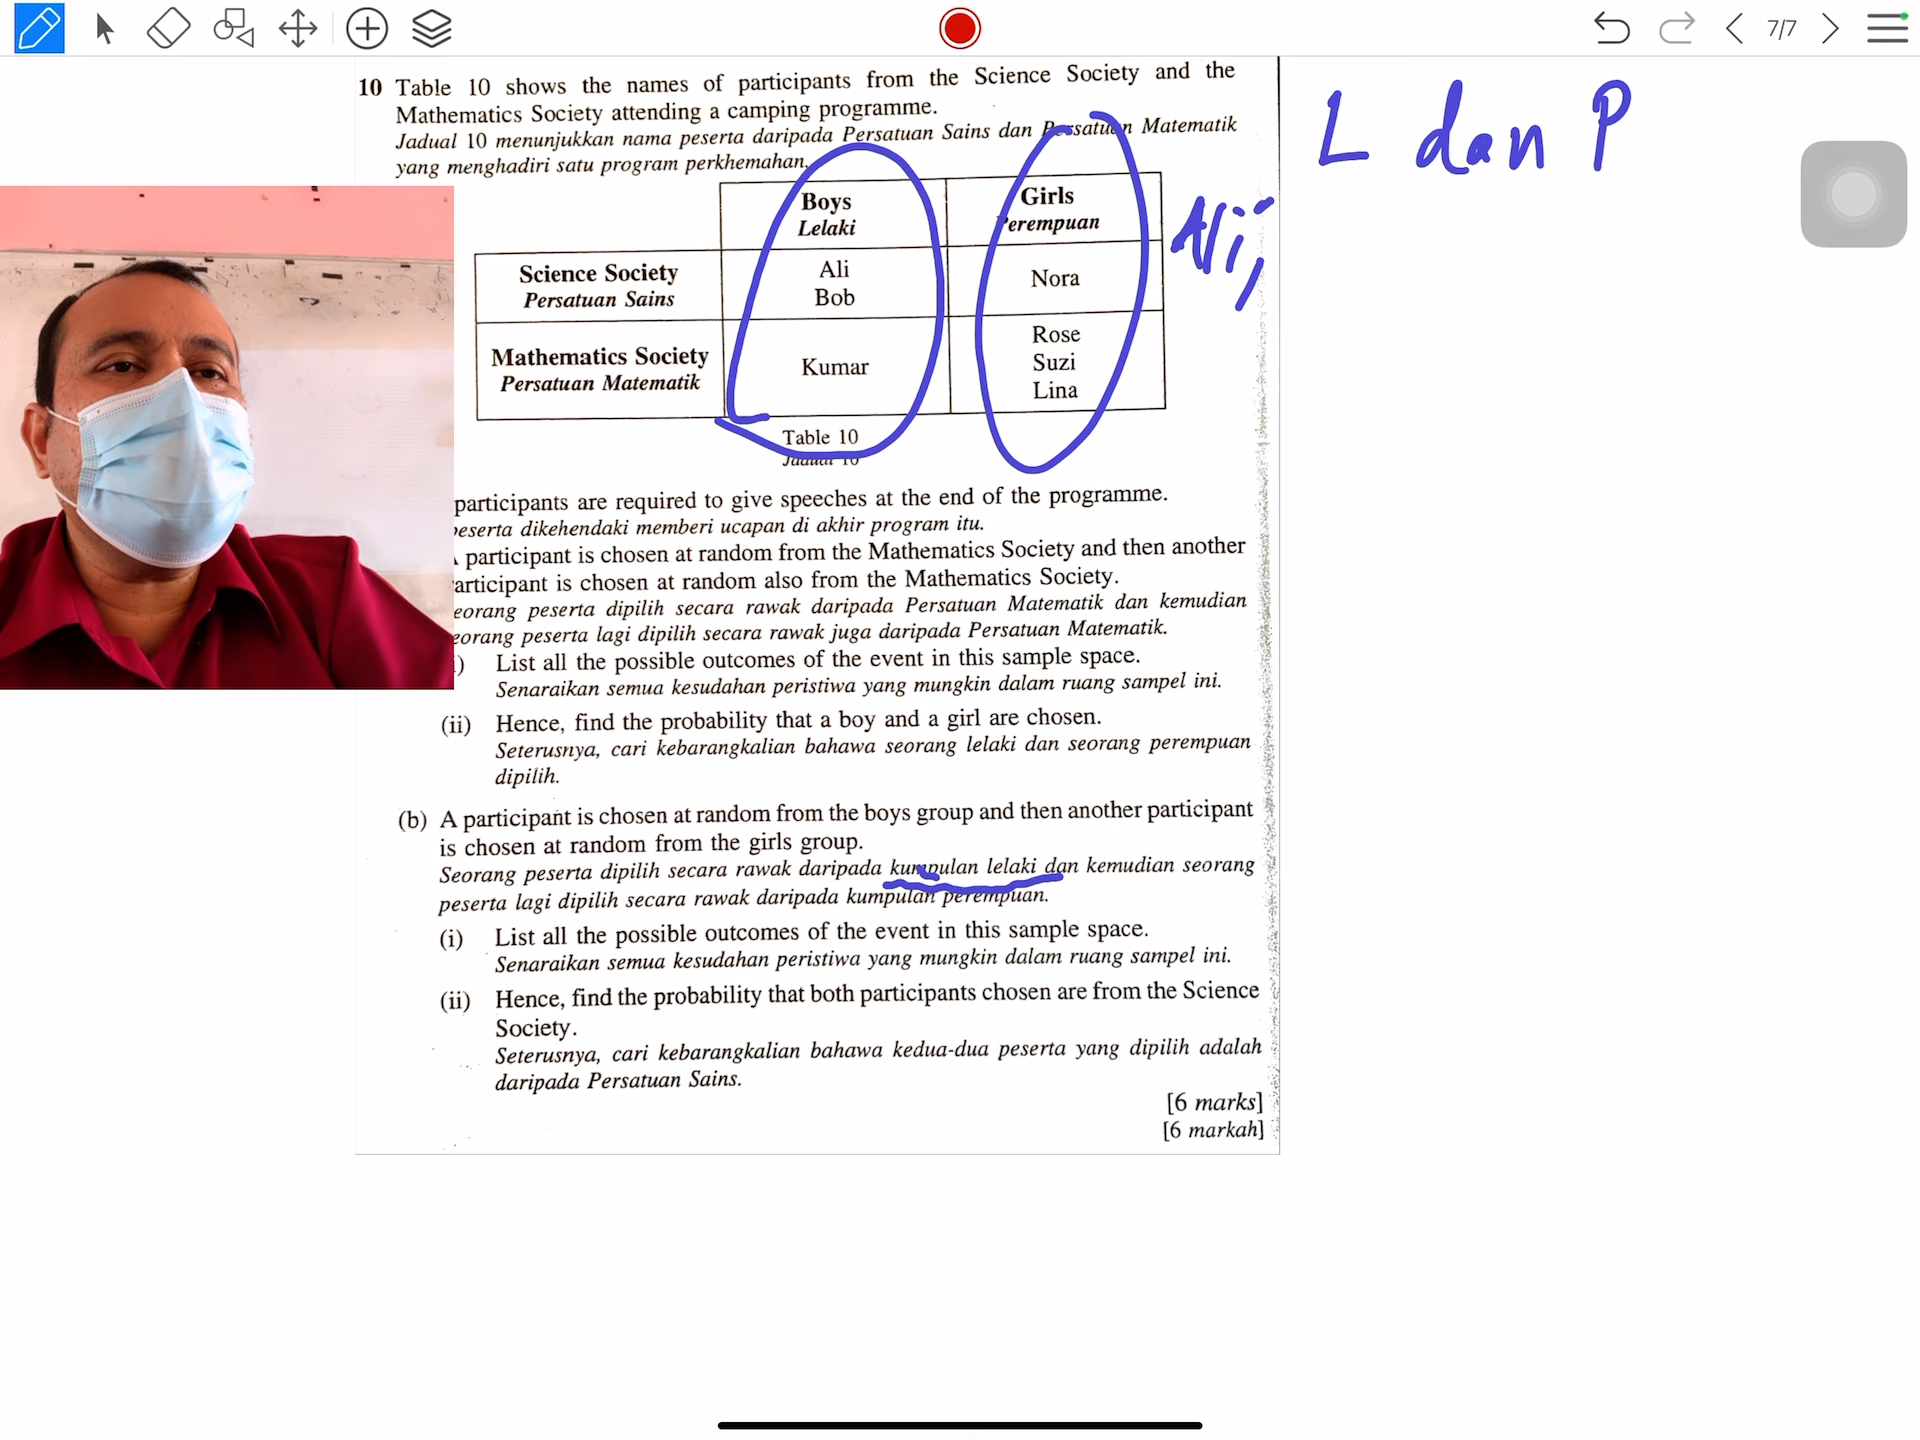 7/7
10 Table 10 shows the names of participants from the Science Society and the
Mathematics Society attending a camping programme.
Jadual 10 menunjukkan nama peserta daripada Persatuan Sains dan Persatuan Matematik
yang menghadiri satu program perkhemahan.
L dan P
Boys Girls
Lelaki Perempuan
Ali,
Science Society
Persatuan Sains
Ali
Bob
Nora
Mathematics Society
Persatuan Matematik
Kumar
Rose
Suzi
Lina
Table 10
Jadual 10
participants are required to give speeches at the end of the programme.
peserta dikehendaki memberi ucapan di akhir program itu.
participant is chosen at random from the Mathematics Society and then another
articipant is chosen at random also from the Mathematics Society.
eorang peserta dipilih secara rawak daripada Persatuan Matematik dan kemudian
eorang peserta lagi dipilih secara rawak juga daripada Persatuan Matematik.
) List all the possible outcomes of the event in this sample space.
Senaraikan semua kesudahan peristiwa yang mungkin dalam ruang sampel ini.
(ii) Hence, find the probability that a boy and a girl are chosen.
Seterusnya, cari kebarangkalian bahawa seorang lelaki dan seorang perempuan
dipilih.
(b) A participant is chosen at random from the boys group and then another participant
is chosen at random from the girls group.
Seorang peserta dipilih secara rawak daripada kumpulan lelaki dan kemudian seorang
peserta lagi dipilih secara rawak daripada kumpulan perempuan.
(i) List all the possible outcomes of the event in this sample space.
Senaraikan semua kesudahan peristiwa yang mungkin dalam ruang sampel ini.
(ii) Hence, find the probability that both participants chosen are from the Science
Society.
Seterusnya, cari kebarangkalian bahawa kedua-dua peserta yang dipilih adalah
daripada Persatuan Sains.
[6 marks]
[6 markah]